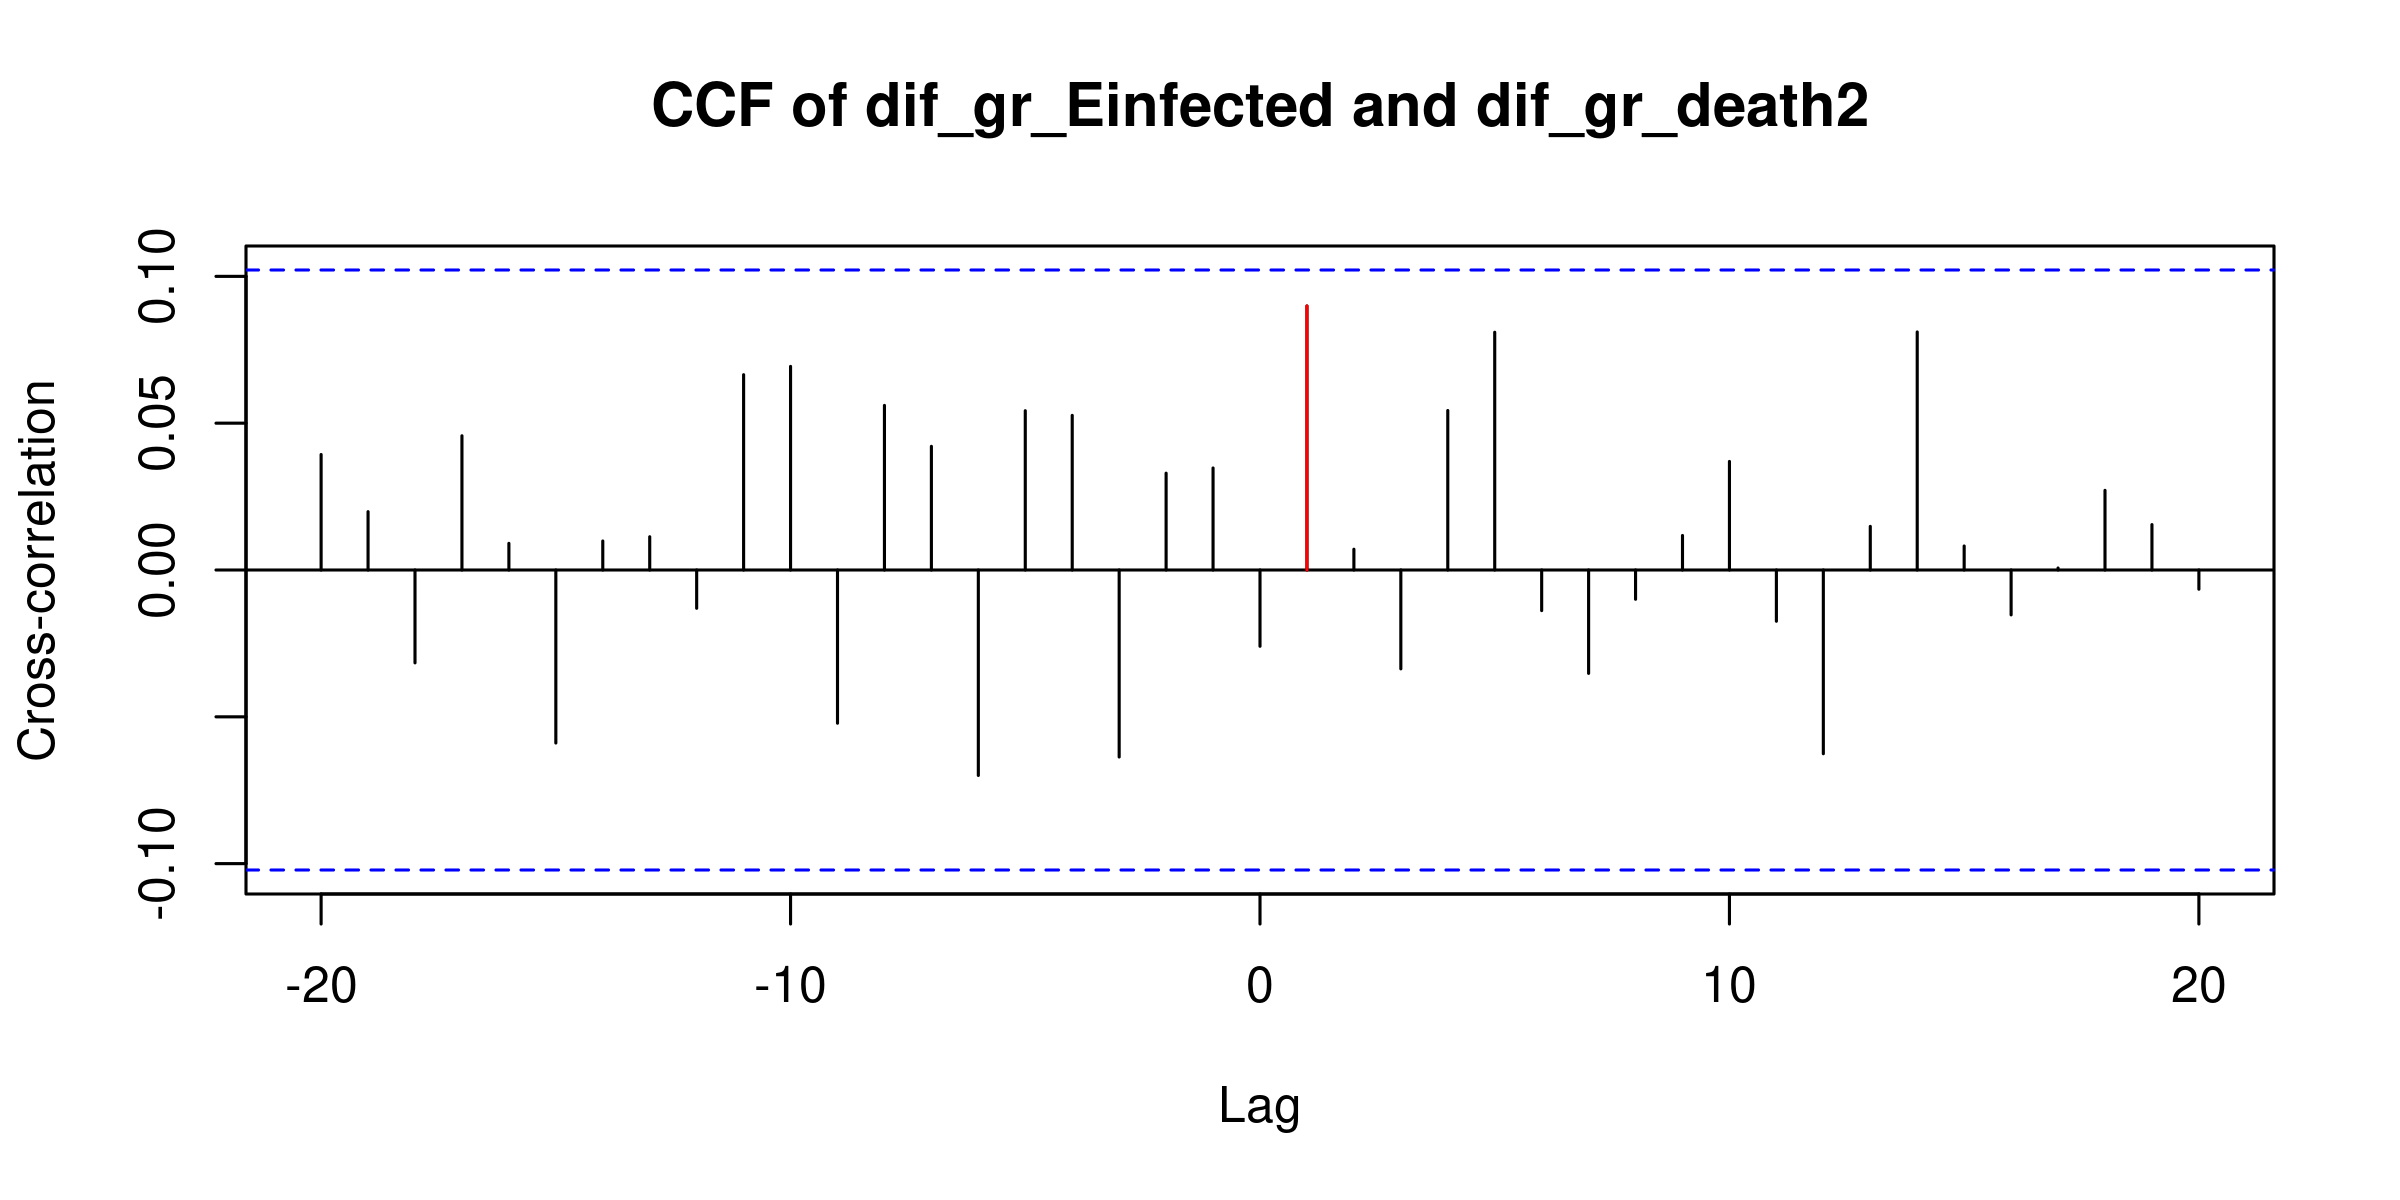 CCF of dif_gr_Einfected and dif_gr_death2
Cross-correlation
0.10
0.05
0.00
-0.10
-20 -10 0 10 20
Lag